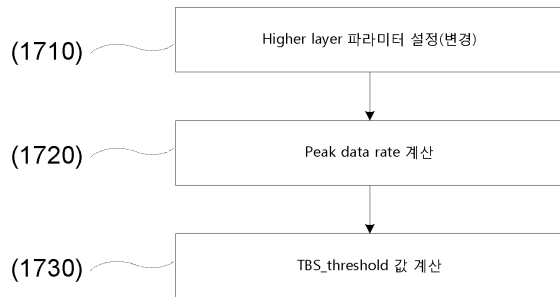 (1710)
Higher layer 파라미터 설정(변경)
(1720)
Peak data rate 계산
(1730)
TBS_threshold 값 계산